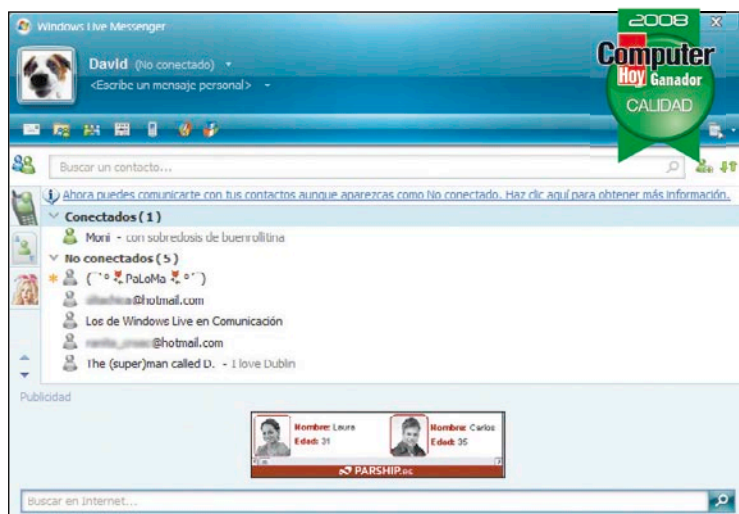 Windows Live Messenger
2008
Computer
Hoy Ganador
CALIDAD
David (No conectado)
<Escribe un mensaje personal>
Buscar un contacto...
Ahora puedes comunicarte con tus contactos aunque aparezcas como No conectado. Haz clic aquí para obtener más información.
Conectados (1)
Moni - con sobredosis de buenrollitina
No conectados (5)
(¯`°🌷PaLoMa🌷°´¯)
@hotmail.com
Los de Windows Live en Comunicación
@hotmail.com
The (super)man called D. - I love Dublin
Publicidad
Nombre: Laura
Edad: 31
Nombre: Carlos
Edad: 35
PARSHIP.es
Buscar en Internet...